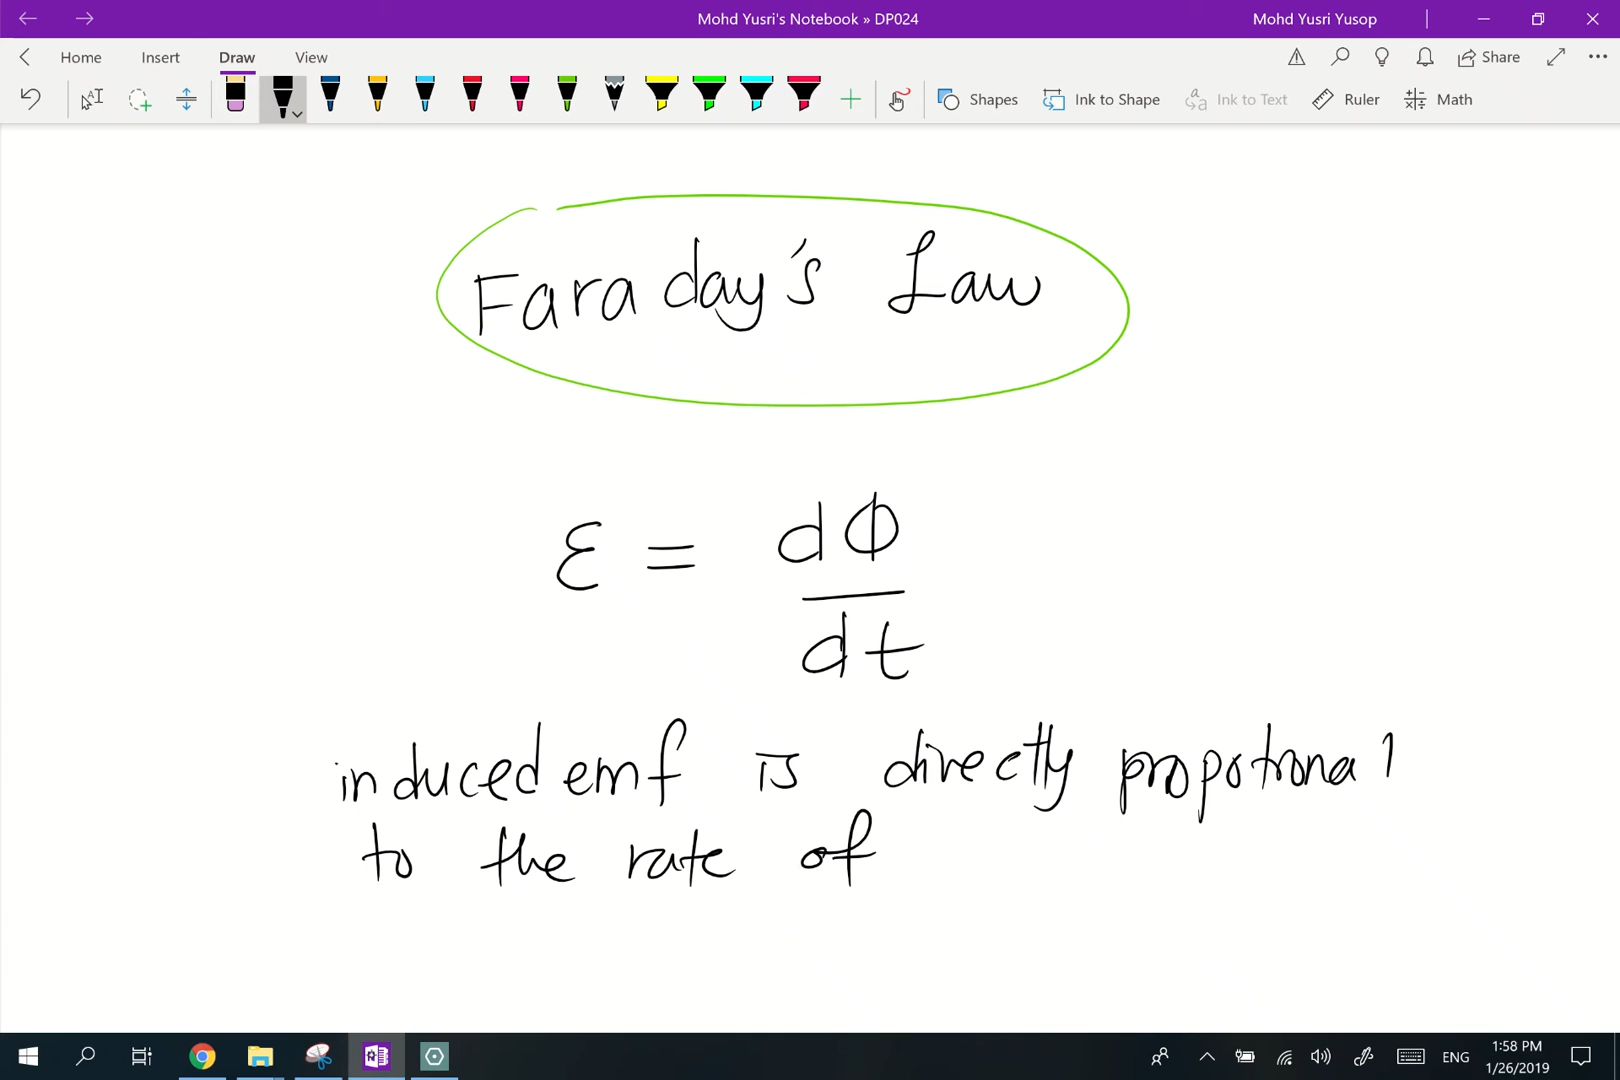 Mohd Yusri's Notebook » DP024
Mohd Yusri Yusop
Home Insert Draw View
Share
Shapes Ink to Shape Ink to Text Ruler Math
Faraday's Law
ε = dΦ
dt
induced emf is directly propotional
to the rate of
ENG
1:58 PM
1/26/2019